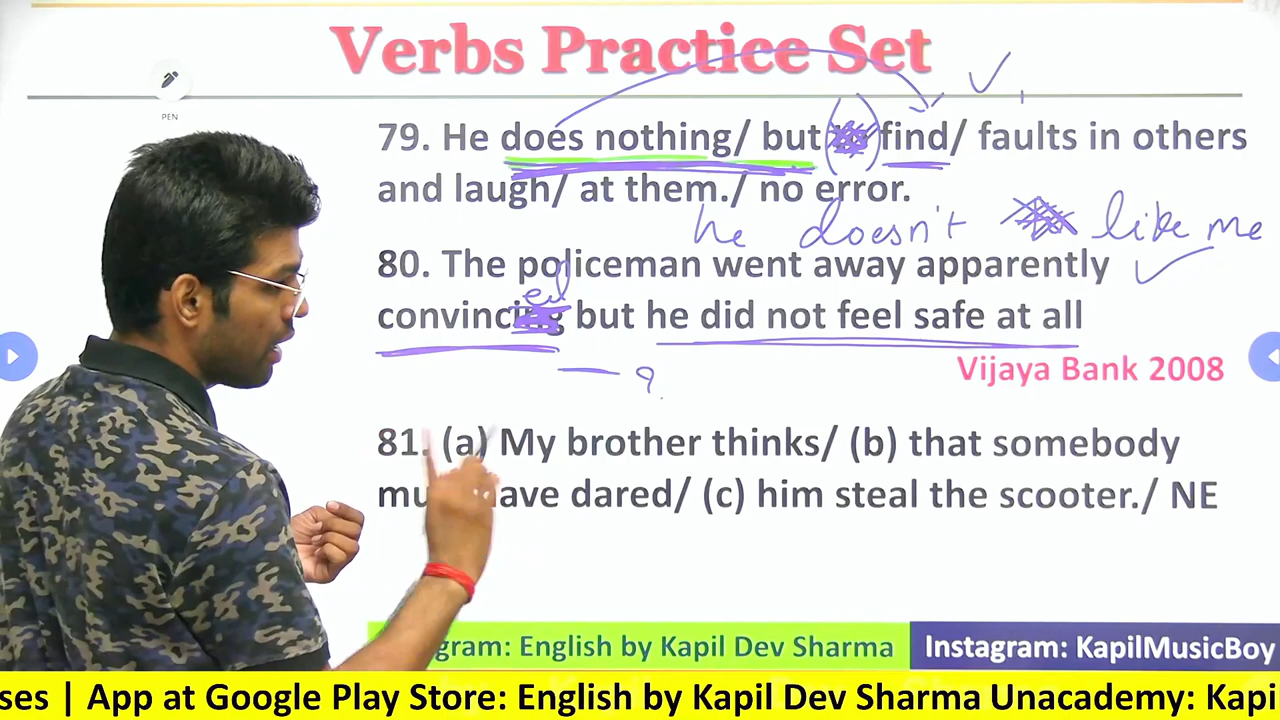 Verbs Practice Set
PEN
79. He does nothing/ but find/ faults in others
and laugh/ at them./ no error.
he doesn't like me
80. The policeman went away apparently
ed
convincing but he did not feel safe at all
Vijaya Bank 2008
81. (a) My brother thinks/ (b) that somebody
have dared/ (c) him steal the scooter./ NE
gram: English by Kapil Dev Sharma
Instagram: KapilMusicBoy
ses | App at Google Play Store: English by Kapil Dev Sharma Unacademy: Kapi